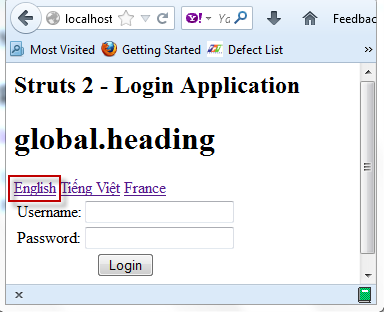 localhost Y! Ya Feedbac
Most Visited Getting Started Defect List »
Struts 2 - Login Application
global.heading
English Tiếng Việt France
Username:
Password:
Login
x